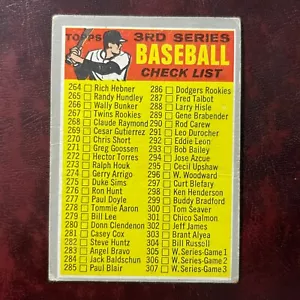 TOPPS 3RD SERIES
BASEBALL
CHECK LIST
264 Rich Hebner
265 Randy Hundley
266 Wally Bunker
267 Twins Rookies
268 Claude Raymond
269 Cesar Gutierrez
270 Chris Short
271 Greg Goossen
272 Hector Torres
273 Ralph Houk
274 Gerry Arrigo
275 Duke Sims
276 Ron Hunt
277 Paul Doyle
278 Tommie Aaron
279 Bill Lee
280 Donn Clendenon
281 Casey Cox
282 Steve Huntz
283 Angel Bravo
284 Jack Baldschun
285 Paul Blair
286 Dodgers Rookies
287 Fred Talbot
288 Larry Hisle
289 Gene Brabender
290 Rod Carew
291 Leo Durocher
292 Eddie Leon
293 Bob Bailey
294 Jose Azcue
295 Cecil Upshaw
296 W. Woodward
297 Curt Blefary
298 Ken Henderson
299 Buddy Bradford
300 Tom Seaver
301 Chico Salmon
302 Jeff James
303 Brant Alyea
304 Bill Russell
305 W. Series-Game 1
306 W. Series-Game 2
307 W. Series-Game 3